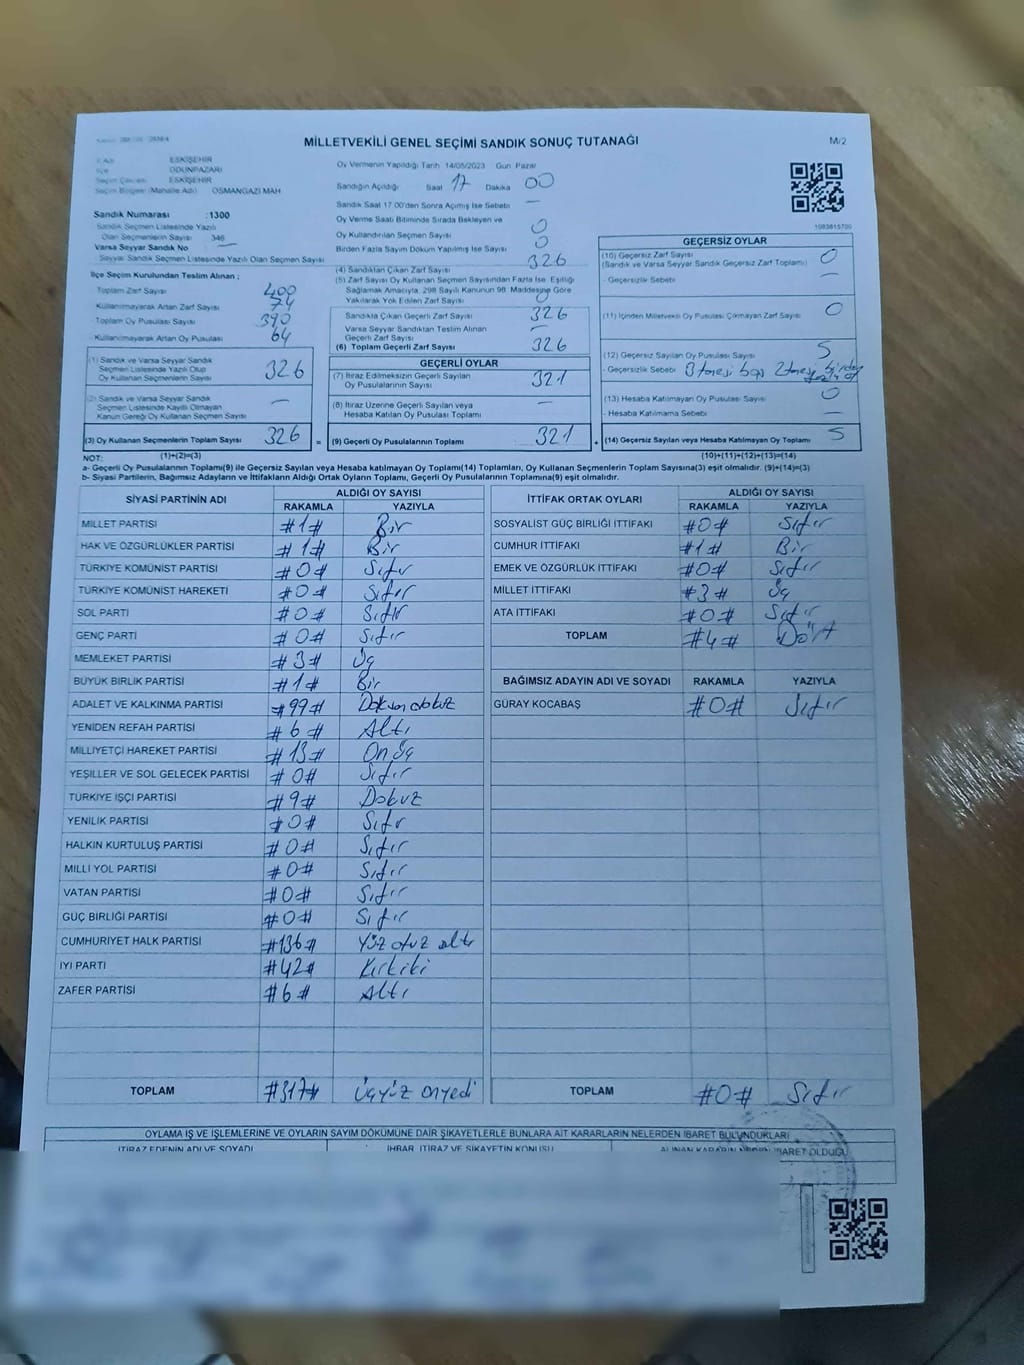 MİLLETVEKİLİ GENEL SEÇİMİ SANDIK SONUÇ TUTANAĞI
M/2
ESKİŞEHİR
ODUNPAZARI
ESKİŞEHİR
Seçim Bölgesi (Mahalle Adı) OSMANGAZİ MAH
Sandık Numarası :1300
Sandık Seçmen Listesinde Yazılı
Olan Seçmenlerin Sayısı 346
Varsa Seyyar Sandık No
Seyyar Sandık Seçmen Listesinde Yazılı Olan Seçmen Sayısı
Oy Vermenin Yapıldığı Tarih 14/05/2023 Gün Pazar
Sandığın Açıldığı Saat 17 Dakika 00
Sandık Saat 17.00'den Sonra Açılmış İse Sebebi —
Oy Verme Saati Bitiminde Sırada Bekleyen ve
Oy Kullandırılan Seçmen Sayısı 0
Birden Fazla Sayım Döküm Yapılmış İse Sayısı 0
1083815700
İlçe Seçim Kurulundan Teslim Alınan ;
Toplam Zarf Sayısı 400
Kullanılmayarak Artan Zarf Sayısı 74
Toplam Oy Pusulası Sayısı 390
Kullanılmayarak Artan Oy Pusulası 64
(4) Sandıktan Çıkan Zarf Sayısı 326
(5) Zarf Sayısı Oy Kullanan Seçmen Sayısından Fazla İse, Eşitliği
Sağlamak Amacıyla, 298 Sayılı Kanunun 98. Maddesine Göre
Yakılarak Yok Edilen Zarf Sayısı 0
Sandıkta Çıkan Geçerli Zarf Sayısı 326
Varsa Seyyar Sandıktan Teslim Alınan
Geçerli Zarf Sayısı —
(6) Toplam Geçerli Zarf Sayısı 326
GEÇERSİZ OYLAR
(10) Geçersiz Zarf Sayısı 0
(Sandık ve Varsa Seyyar Sandık Geçersiz Zarf Toplamı)
- Geçersizlik Sebebi —
(11) İçinden Milletvekili Oy Pusulası Çıkmayan Zarf Sayısı 0
(12) Geçersiz Sayılan Oy Pusulası Sayısı 5
- Geçersizlik Sebebi 3 tanesi boş 2 tanesi birden fazla oy
(13) Hesaba Katılmayan Oy Pusulası Sayısı 0
- Hesaba Katılmama Sebebi —
(1) Sandık ve Varsa Seyyar Sandık
Seçmen Listesinde Yazılı Olup
Oy Kullanan Seçmenlerin Sayısı 326
(2) Sandık ve Varsa Seyyar Sandık
Seçmen Listesinde Kayıtlı Olmayan
Kanun Gereği Oy Kullanan Seçmen Sayısı —
GEÇERLİ OYLAR
(7) İtiraz Edilmeksizin Geçerli Sayılan
Oy Pusulalarının Sayısı 321
(8) İtiraz Üzerine Geçerli Sayılan veya
Hesaba Katılan Oy Pusulası Toplamı —
(3) Oy Kullanan Seçmenlerin Toplam Sayısı 326 = (9) Geçerli Oy Pusulalarının Toplamı 321 + (14) Geçersiz Sayılan veya Hesaba Katılmayan Oy Toplamı 5
NOT: (1)+(2)=(3) (10)+(11)+(12)+(13)=(14)
a- Geçerli Oy Pusulalarının Toplamı(9) ile Geçersiz Sayılan veya Hesaba katılmayan Oy Toplamı(14) Toplamları, Oy Kullanan Seçmenlerin Toplam Sayısına(3) eşit olmalıdır. (9)+(14)=(3)
b- Siyasi Partilerin, Bağımsız Adayların ve İttifakların Aldığı Ortak Oyların Toplamı, Geçerli Oy Pusulalarının Toplamına(9) eşit olmalıdır.
SİYASİ PARTİNİN ADI ALDIĞI OY SAYISI
RAKAMLA YAZIYLA
MİLLET PARTİSİ #1# Bir
HAK VE ÖZGÜRLÜKLER PARTİSİ #1# Bir
TÜRKİYE KOMÜNİST PARTİSİ #0# Sıfır
TÜRKİYE KOMÜNİST HAREKETİ #0# Sıfır
SOL PARTİ #0# Sıfır
GENÇ PARTİ #0# Sıfır
MEMLEKET PARTİSİ #3# Üç
BÜYÜK BİRLİK PARTİSİ #1# Bir
ADALET VE KALKINMA PARTİSİ #99# Doksandokuz
YENİDEN REFAH PARTİSİ #6# Altı
MİLLİYETÇİ HAREKET PARTİSİ #13# Onüç
YEŞİLLER VE SOL GELECEK PARTİSİ #0# Sıfır
TÜRKİYE İŞÇİ PARTİSİ #9# Dokuz
YENİLİK PARTİSİ #0# Sıfır
HALKIN KURTULUŞ PARTİSİ #0# Sıfır
MİLLİ YOL PARTİSİ #0# Sıfır
VATAN PARTİSİ #0# Sıfır
GÜÇ BİRLİĞİ PARTİSİ #0# Sıfır
CUMHURİYET HALK PARTİSİ #136# Yüz otuz altı
İYİ PARTİ #42# Kırkiki
ZAFER PARTİSİ #6# Altı
TOPLAM #317# Üçyüz onyedi
İTTİFAK ORTAK OYLARI ALDIĞI OY SAYISI
RAKAMLA YAZIYLA
SOSYALİST GÜÇ BİRLİĞİ İTTİFAKI #0# Sıfır
CUMHUR İTTİFAKI #1# Bir
EMEK VE ÖZGÜRLÜK İTTİFAKI #0# Sıfır
MİLLET İTTİFAKI #3# Üç
ATA İTTİFAKI #0# Sıfır
TOPLAM #4# Dört
BAĞIMSIZ ADAYIN ADI VE SOYADI RAKAMLA YAZIYLA
GÜRAY KOCABAŞ #0# Sıfır
TOPLAM #0# Sıfır
OYLAMA İŞ VE İŞLEMLERİNE VE OYLARIN SAYIM DÖKÜMÜNE DAİR ŞİKAYETLERLE BUNLARA AİT KARARLARIN NELERDEN İBARET BULUNDUKLARI
İTİRAZ EDENİN ADI VE SOYADI İHBAR İTİRAZ VE ŞİKAYETİN KONUSU ALINAN KARARIN NEDEN İBARET OLDUĞU